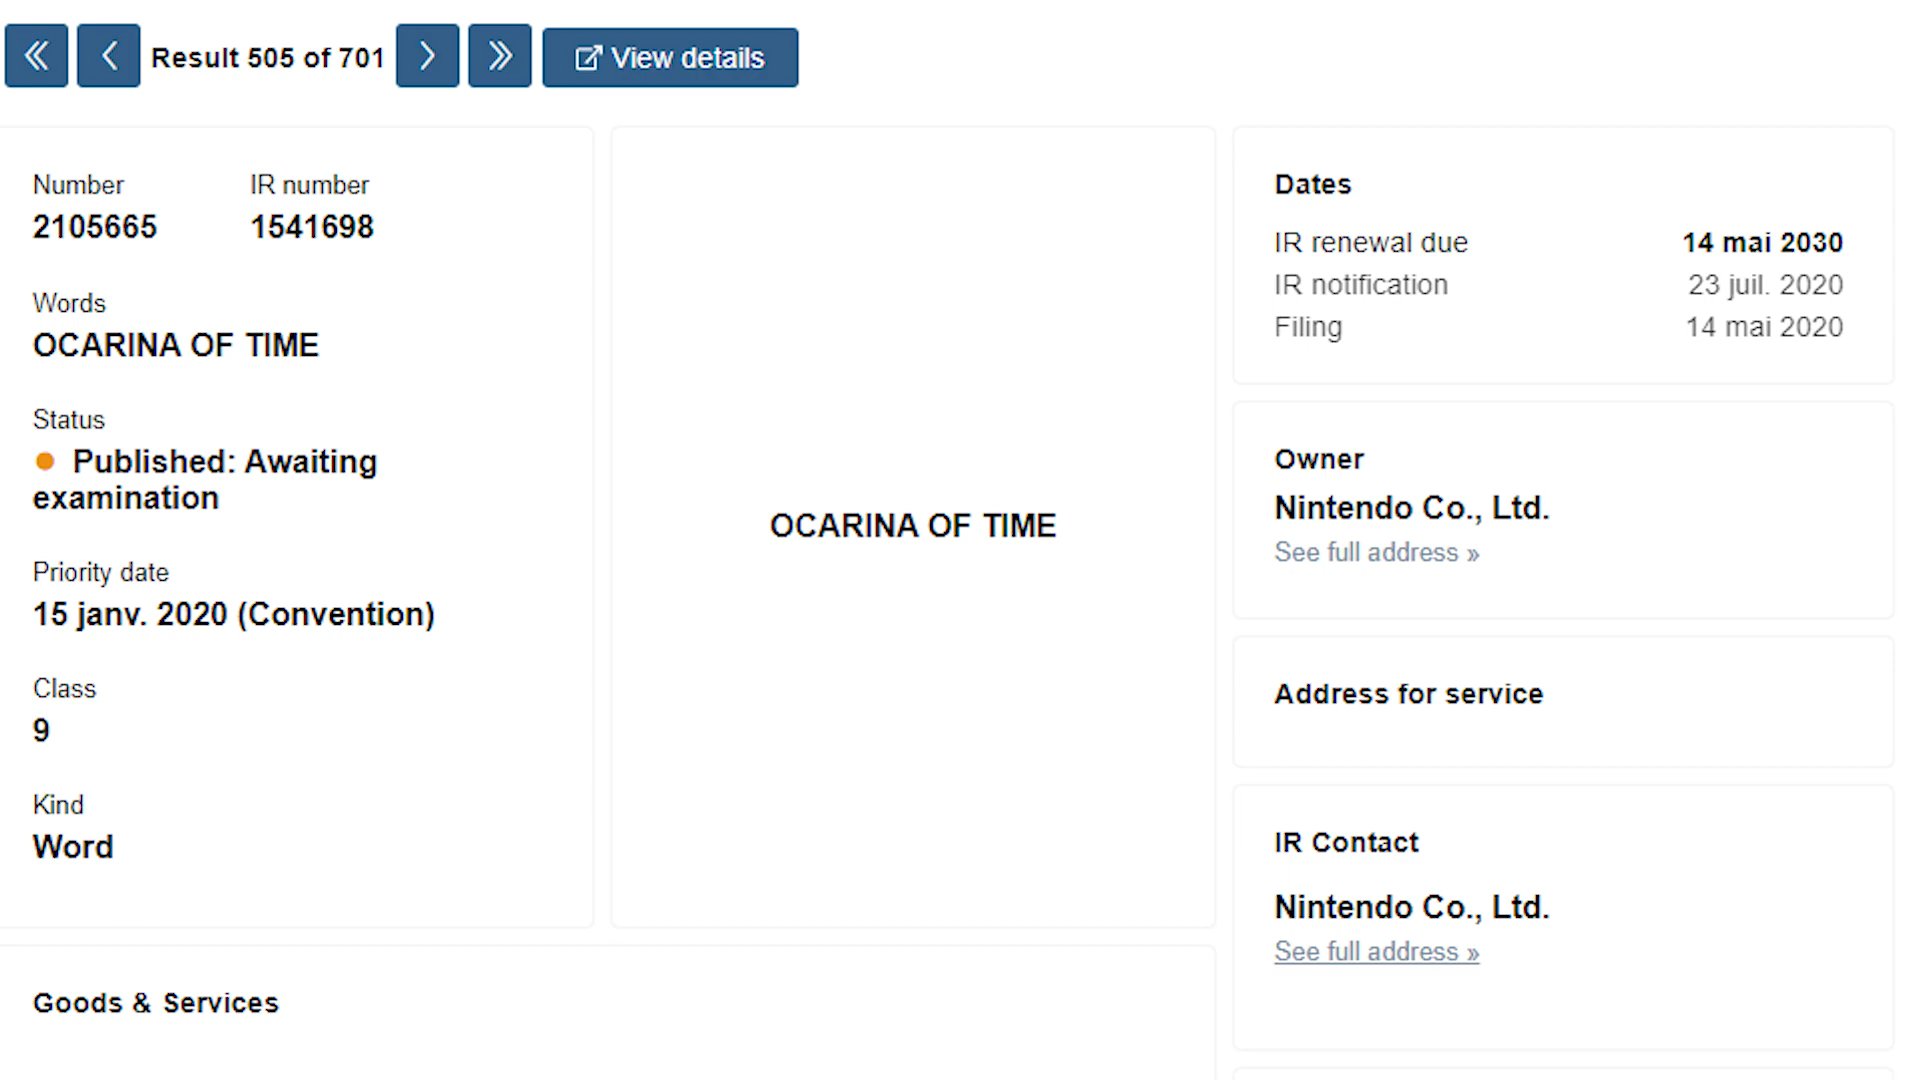 Result 505 of 701
View details
Number
IR number
2105665
1541698
Words
OCARINA OF TIME
Status
Published: Awaiting
examination
Priority date
15 janv. 2020 (Convention)
Class
9
Kind
Word
OCARINA OF TIME
Goods & Services
Dates
IR renewal due 14 mai 2030
IR notification 23 juil. 2020
Filing 14 mai 2020
Owner
Nintendo Co., Ltd.
See full address »
Address for service
IR Contact
Nintendo Co., Ltd.
See full address »